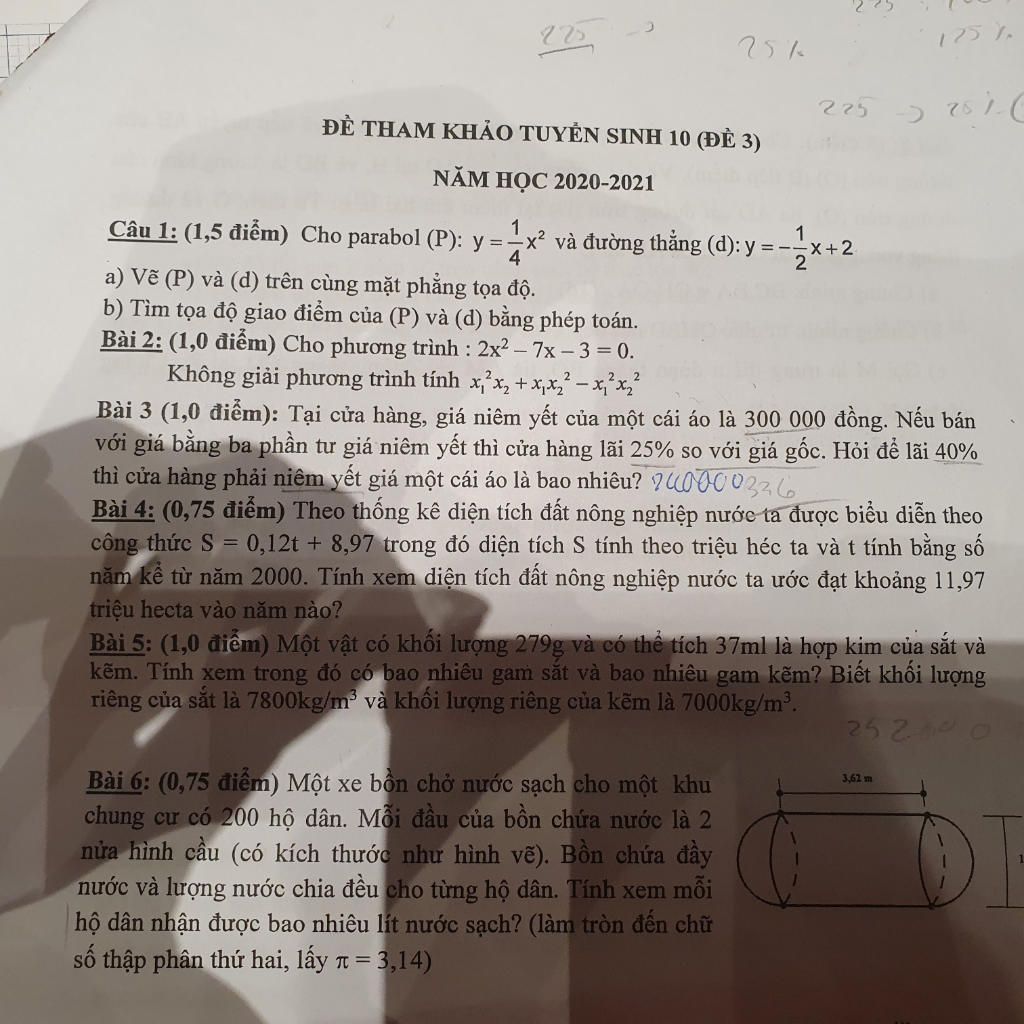 225 →
25%
125%
225 → 25%
ĐỀ THAM KHẢO TUYỂN SINH 10 (ĐỀ 3)
NĂM HỌC 2020-2021
Câu 1: (1,5 điểm) Cho parabol (P): y = 1/4 x² và đường thẳng (d): y = -1/2 x + 2
a) Vẽ (P) và (d) trên cùng mặt phẳng tọa độ.
b) Tìm tọa độ giao điểm của (P) và (d) bằng phép toán.
Bài 2: (1,0 điểm) Cho phương trình : 2x² – 7x – 3 = 0.
Không giải phương trình tính x₁²x₂ + x₁x₂² – x₁²x₂²
Bài 3 (1,0 điểm): Tại cửa hàng, giá niêm yết của một cái áo là 300 000 đồng. Nếu bán
với giá bằng ba phần tư giá niêm yết thì cửa hàng lãi 25% so với giá gốc. Hỏi để lãi 40%
thì cửa hàng phải niêm yết giá một cái áo là bao nhiêu? 336
Bài 4: (0,75 điểm) Theo thống kê diện tích đất nông nghiệp nước ta được biểu diễn theo
công thức S = 0,12t + 8,97 trong đó diện tích S tính theo triệu héc ta và t tính bằng số
năm kể từ năm 2000. Tính xem diện tích đất nông nghiệp nước ta ước đạt khoảng 11,97
triệu hecta vào năm nào?
Bài 5: (1,0 điểm) Một vật có khối lượng 279g và có thể tích 37ml là hợp kim của sắt và
kẽm. Tính xem trong đó có bao nhiêu gam sắt và bao nhiêu gam kẽm? Biết khối lượng
riêng của sắt là 7800kg/m³ và khối lượng riêng của kẽm là 7000kg/m³.
252
Bài 6: (0,75 điểm) Một xe bồn chở nước sạch cho một khu
chung cư có 200 hộ dân. Mỗi đầu của bồn chứa nước là 2
nửa hình cầu (có kích thước như hình vẽ). Bồn chứa đầy
nước và lượng nước chia đều cho từng hộ dân. Tính xem mỗi
hộ dân nhận được bao nhiêu lít nước sạch? (làm tròn đến chữ
số thập phân thứ hai, lấy π = 3,14)
3,62 m